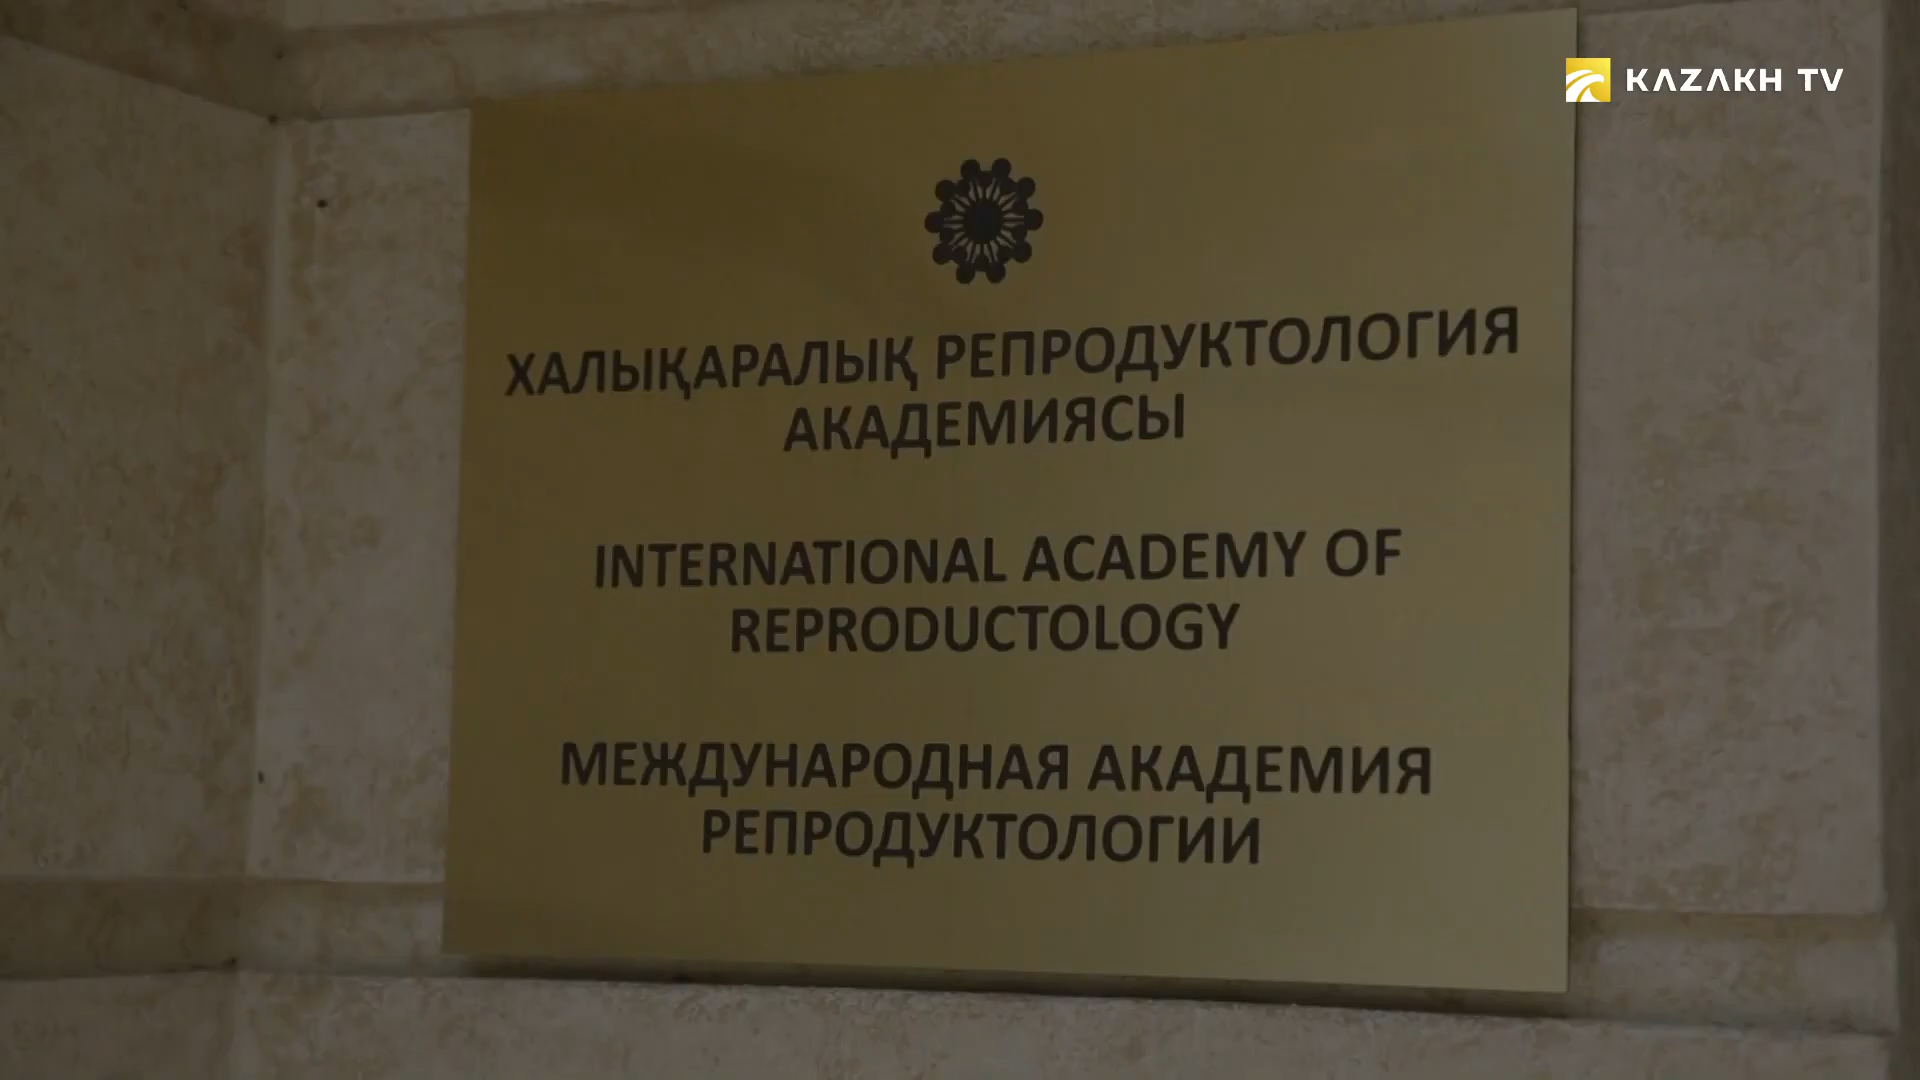 KAZAKH TV
ХАЛЫҚАРАЛЫҚ РЕПРОДУКТОЛОГИЯ
АКАДЕМИЯСЫ
INTERNATIONAL ACADEMY OF
REPRODUCTOLOGY
МЕЖДУНАРОДНАЯ АКАДЕМИЯ
РЕПРОДУКТОЛОГИИ